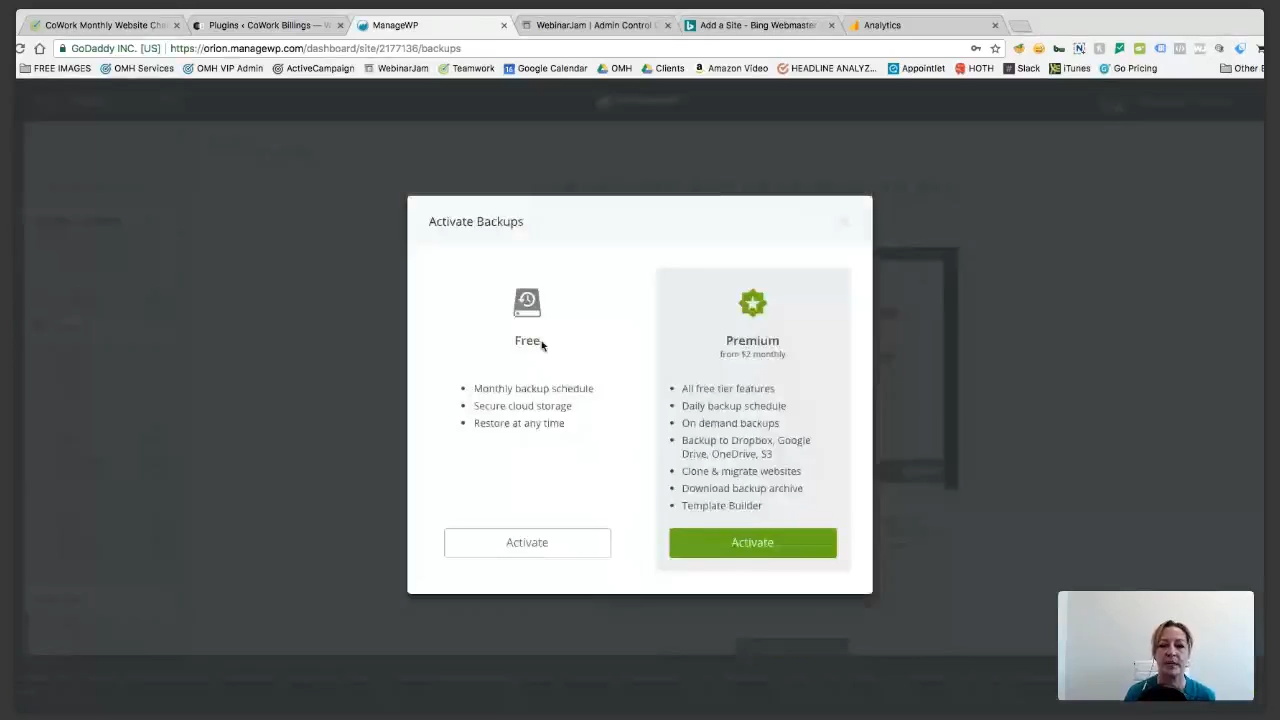 CoWork Monthly Website Che
Plugins ‹ CoWork Billings — W
ManageWP
WebinarJam | Admin Control
Add a Site - Bing Webmaster
Analytics
GoDaddy INC. [US]
https://orion.managewp.com/dashboard/site/2177136/backups
FREE IMAGES
OMH Services
OMH VIP Admin
ActiveCampaign
WebinarJam
Teamwork
Google Calendar
OMH
Clients
Amazon Video
HEADLINE ANALYZ...
Appointlet
HOTH
Slack
iTunes
Go Pricing
Other
Activate Backups
Free
• Monthly backup schedule
• Secure cloud storage
• Restore at any time
Activate
Premium
from $2 monthly
• All free tier features
• Daily backup schedule
• On demand backups
• Backup to Dropbox, Google
Drive, OneDrive, S3
• Clone & migrate websites
• Download backup archive
• Template Builder
Activate